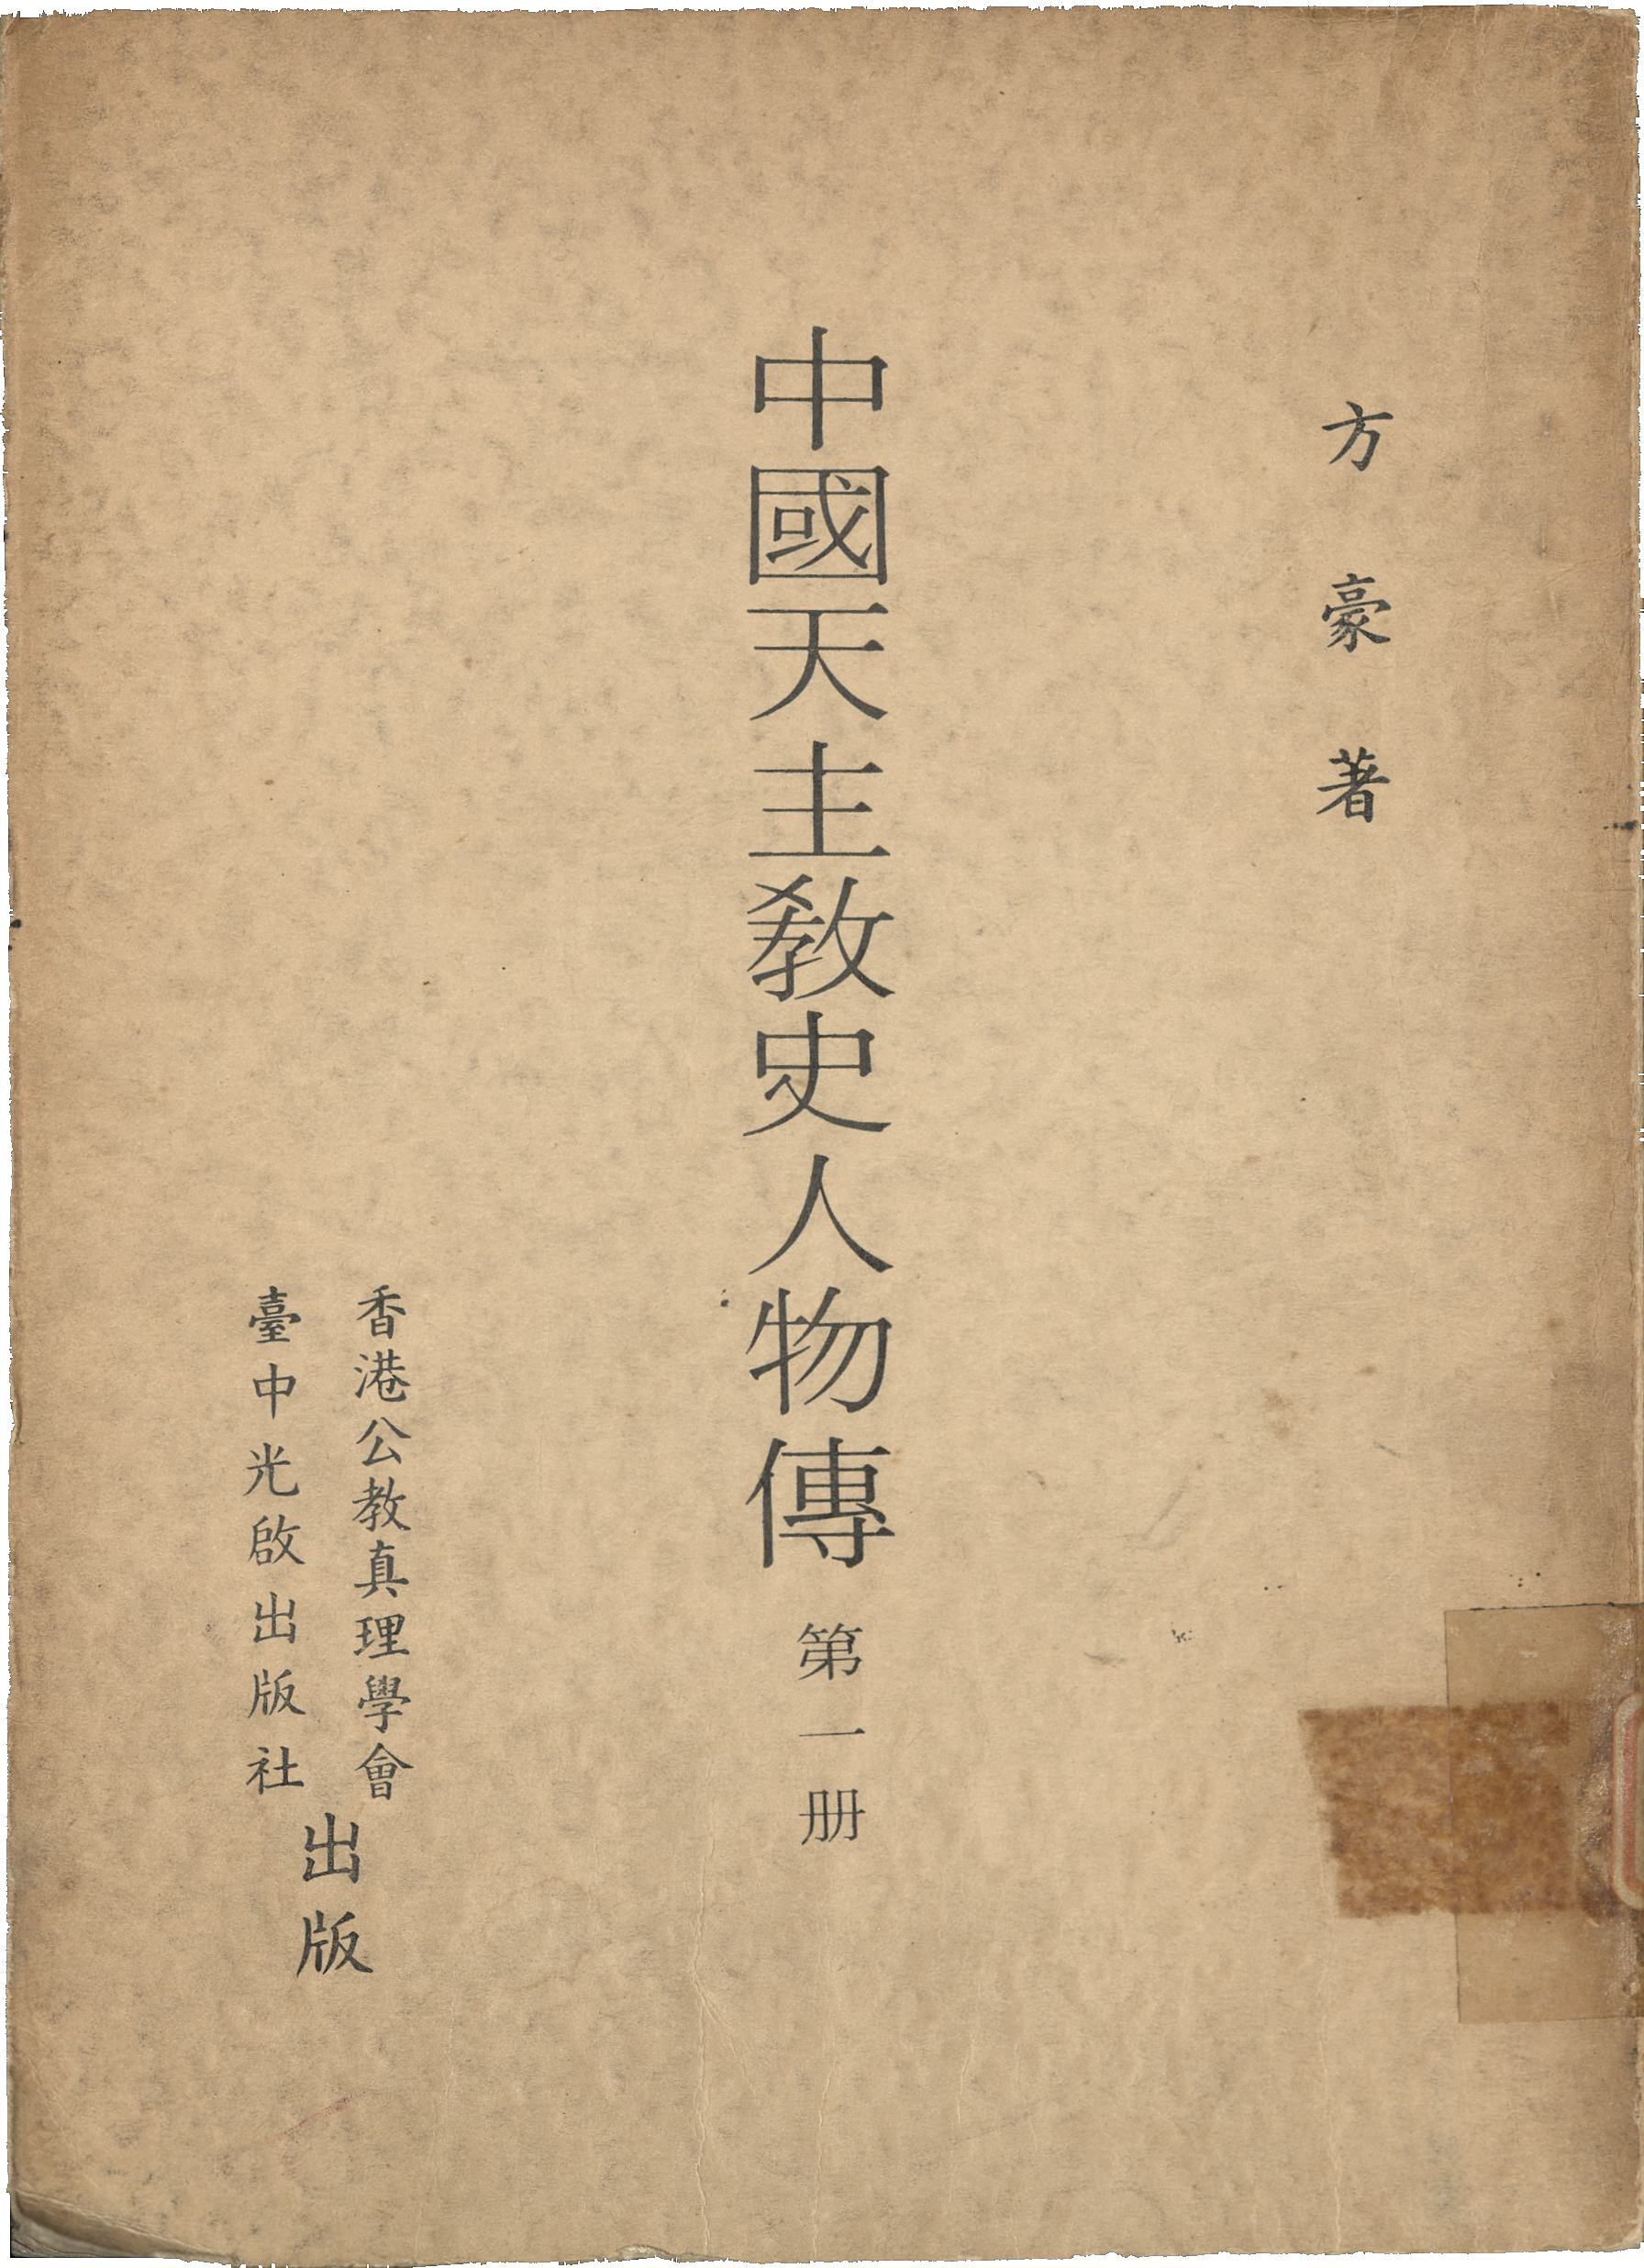 方豪著
中國天主敎史人物傳 第一册
香港公教真理學會
臺中光啟出版社
出版